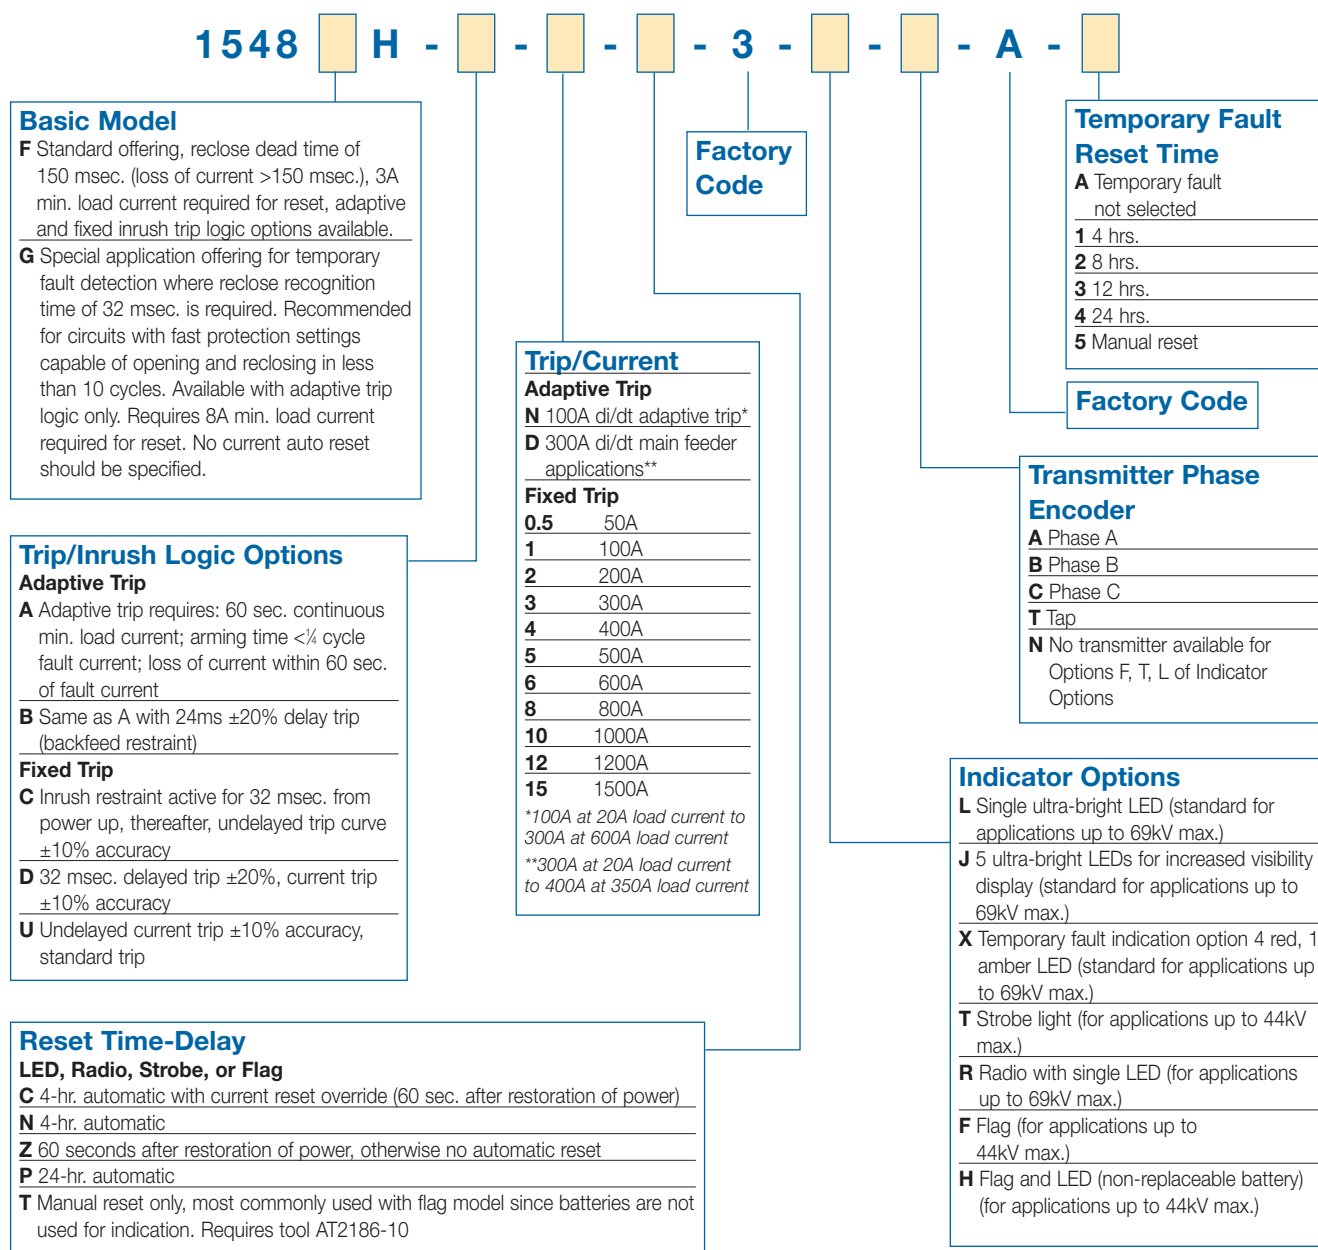 1548 H - - - - 3 - - - A -
Basic Model
F Standard offering, reclose dead time of
150 msec. (loss of current >150 msec.), 3A
min. load current required for reset, adaptive
and fixed inrush trip logic options available.
G Special application offering for temporary
fault detection where reclose recognition
time of 32 msec. is required. Recommended
for circuits with fast protection settings
capable of opening and reclosing in less
than 10 cycles. Available with adaptive trip
logic only. Requires 8A min. load current
required for reset. No current auto reset
should be specified.
Trip/Inrush Logic Options
Adaptive Trip
A Adaptive trip requires: 60 sec. continuous
min. load current; arming time <¼ cycle
fault current; loss of current within 60 sec.
of fault current
B Same as A with 24ms ±20% delay trip
(backfeed restraint)
Fixed Trip
C Inrush restraint active for 32 msec. from
power up, thereafter, undelayed trip curve
±10% accuracy
D 32 msec. delayed trip ±20%, current trip
±10% accuracy
U Undelayed current trip ±10% accuracy,
standard trip
Trip/Current
Adaptive Trip
N 100A di/dt adaptive trip*
D 300A di/dt main feeder
applications**
Fixed Trip
0.5 50A
1 100A
2 200A
3 300A
4 400A
5 500A
6 600A
8 800A
10 1000A
12 1200A
15 1500A
*100A at 20A load current to
300A at 600A load current
**300A at 20A load current
to 400A at 350A load current
Reset Time-Delay
LED, Radio, Strobe, or Flag
C 4-hr. automatic with current reset override (60 sec. after restoration of power)
N 4-hr. automatic
Z 60 seconds after restoration of power, otherwise no automatic reset
P 24-hr. automatic
T Manual reset only, most commonly used with flag model since batteries are not
used for indication. Requires tool AT2186-10
Factory
Code
Temporary Fault
Reset Time
A Temporary fault
not selected
1 4 hrs.
2 8 hrs.
3 12 hrs.
4 24 hrs.
5 Manual reset
Factory Code
Transmitter Phase
Encoder
A Phase A
B Phase B
C Phase C
T Tap
N No transmitter available for
Options F, T, L of Indicator
Options
Indicator Options
L Single ultra-bright LED (standard for
applications up to 69kV max.)
J 5 ultra-bright LEDs for increased visibility
display (standard for applications up to
69kV max.)
X Temporary fault indication option 4 red, 1
amber LED (standard for applications up
to 69kV max.)
T Strobe light (for applications up to 44kV
max.)
R Radio with single LED (for applications
up to 69kV max.)
F Flag (for applications up to
44kV max.)
H Flag and LED (non-replaceable battery)
(for applications up to 44kV max.)